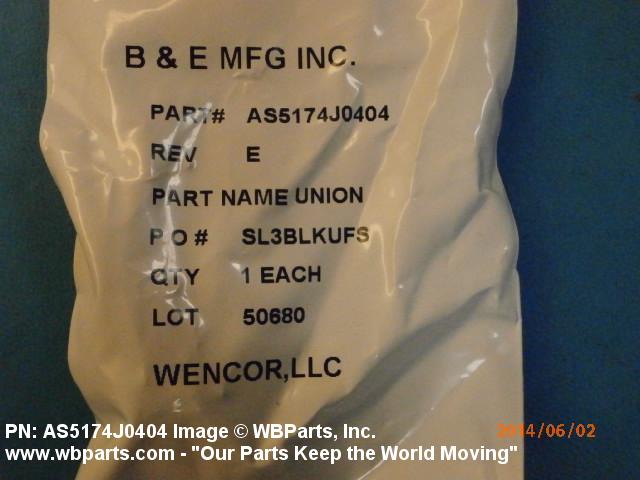 B & E MFG INC.
PART# AS5174J0404
REV E
PART NAME UNION
P O # SL3BLKUFS
QTY 1 EACH
LOT 50680
WENCOR,LLC
PN: AS5174J0404 Image © WBParts, Inc.
2014/06/02
www.wbparts.com - "Our Parts Keep the World Moving"